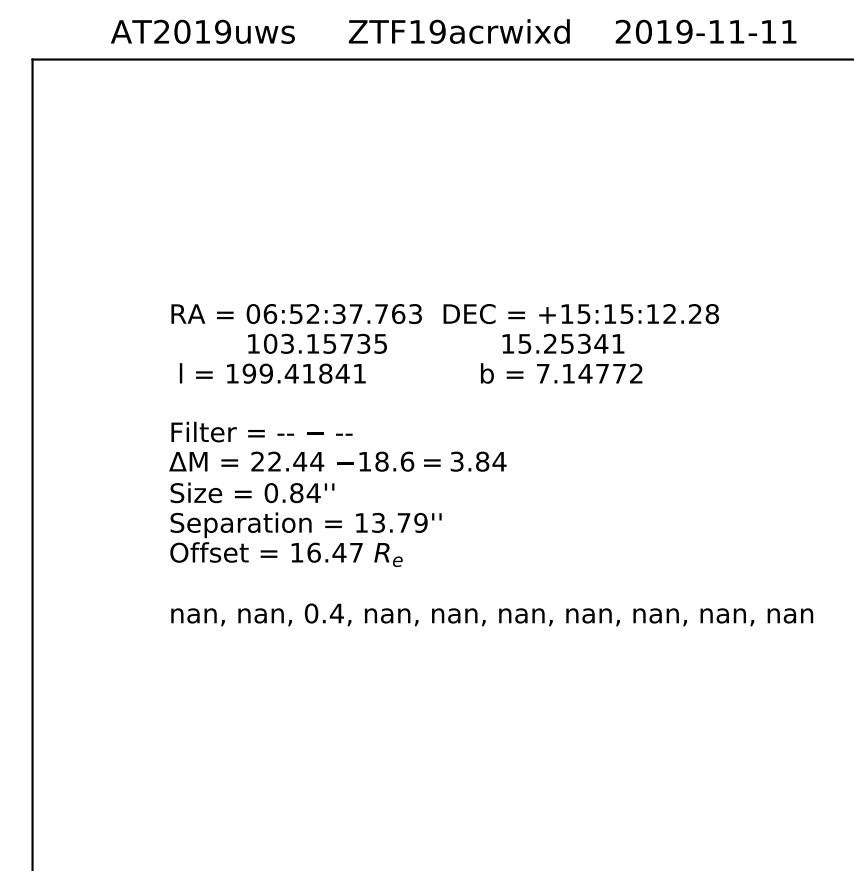 AT2019uws ZTF19acrwixd 2019-11-11
RA = 06:52:37.763 DEC = +15:15:12.28
103.15735 15.25341
l = 199.41841 b = 7.14772
Filter = -- − --
ΔM = 22.44 −18.6 = 3.84
Size = 0.84''
Separation = 13.79''
Offset = 16.47 Rₑ
nan, nan, 0.4, nan, nan, nan, nan, nan, nan, nan